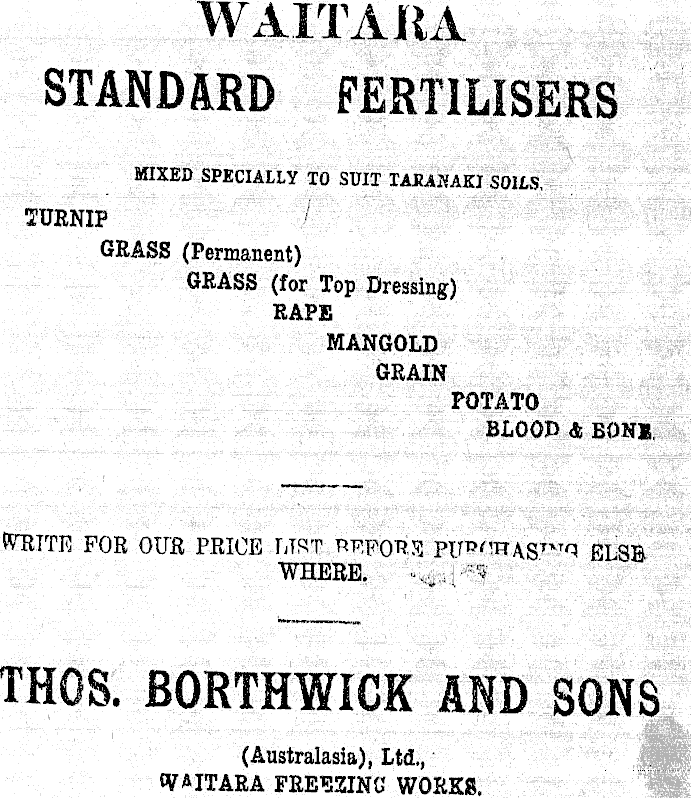 WAITARA
STANDARD FERTILISERS
MIXED SPECIALLY TO SUIT TARANAKI SOILS.
TURNIP
GRASS (Permanent)
GRASS (for Top Dressing)
RAPE
MANGOLD
GRAIN
POTATO
BLOOD & BONE.
WRITE FOR OUR PRICE LIST BEFORE PURCHASING ELSE
WHERE.
THOS. BORTHWICK AND SONS
(Australasia), Ltd.,
WAITARA FREEZING WORKS.